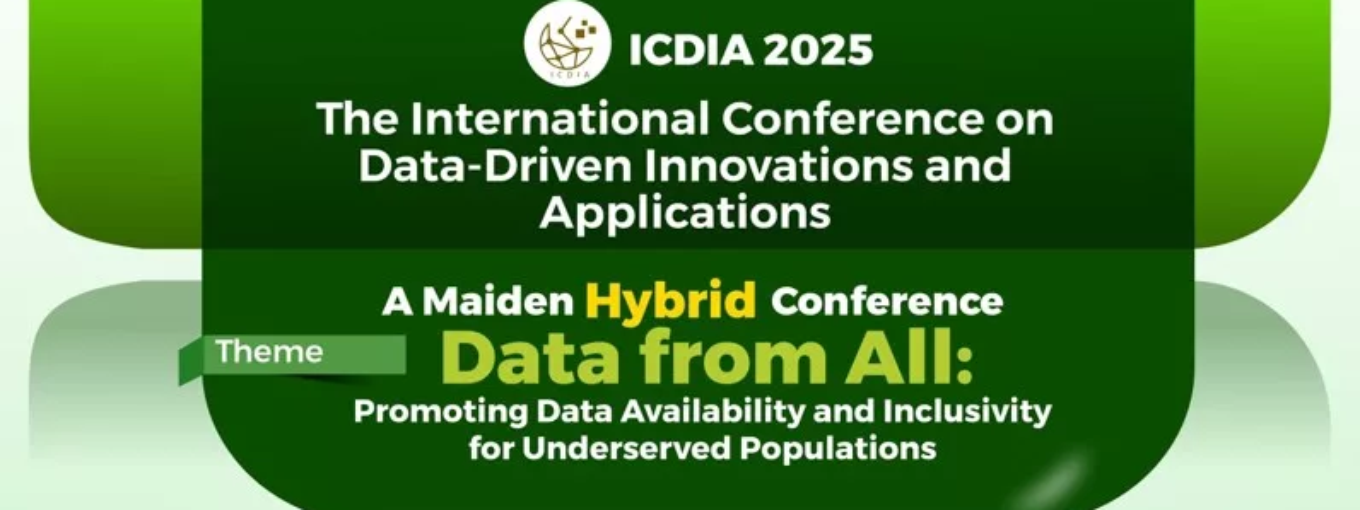 ICDIA
ICDIA 2025
The International Conference on
Data-Driven Innovations and
Applications
A Maiden Hybrid Conference
Theme
Data from All:
Promoting Data Availability and Inclusivity
for Underserved Populations